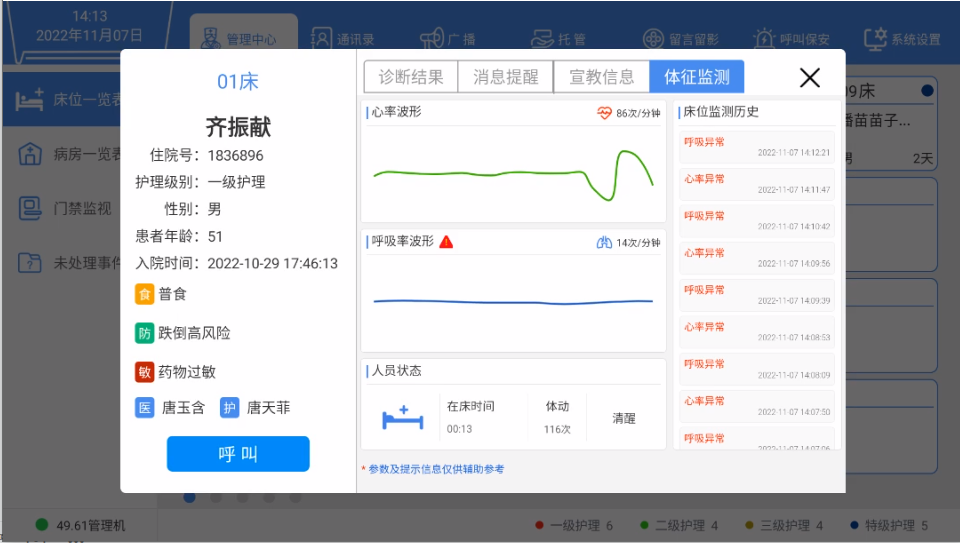 14:13
2022年11月07日
管理中心
通讯录
广播
托管
留言留影
呼叫保安
系统设置
床位一览表
病房一览表
门禁监视
未处理事件
01床
齐振献
住院号：1836896
护理级别：一级护理
性别：男
患者年龄：51
入院时间：2022-10-29 17:46:13
食 普食
防 跌倒高风险
敏 药物过敏
医 唐玉含 护 唐天菲
呼叫
诊断结果
消息提醒
宣教信息
体征监测
心率波形
86次/分钟
呼吸率波形
14次/分钟
人员状态
在床时间
00:13
体动
116次
清醒
* 参数及提示信息仅供辅助参考
床位监测历史
呼吸异常
2022-11-07 14:12:21
心率异常
2022-11-07 14:11:47
呼吸异常
2022-11-07 14:10:42
心率异常
2022-11-07 14:09:56
呼吸异常
2022-11-07 14:09:39
心率异常
2022-11-07 14:08:53
呼吸异常
2022-11-07 14:08:09
心率异常
2022-11-07 14:07:50
呼吸异常
2022-11-07 14:07:06
09床
潘苗苗子...
男
2天
49.61管理机
一级护理 6
二级护理 4
三级护理 4
特级护理 5